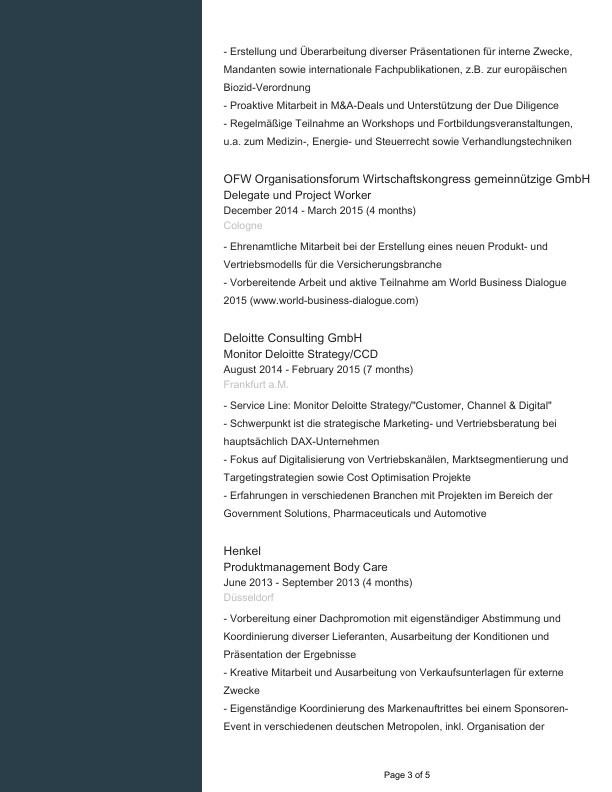 - Erstellung und Überarbeitung diverser Präsentationen für interne Zwecke,
Mandanten sowie internationale Fachpublikationen, z.B. zur europäischen
Biozid-Verordnung
- Proaktive Mitarbeit in M&A-Deals und Unterstützung der Due Diligence
- Regelmäßige Teilnahme an Workshops und Fortbildungsveranstaltungen,
u.a. zum Medizin-, Energie- und Steuerrecht sowie Verhandlungstechniken
OFW Organisationsforum Wirtschaftskongress gemeinnützige GmbH
Delegate und Project Worker
December 2014 - March 2015 (4 months)
Cologne
- Ehrenamtliche Mitarbeit bei der Erstellung eines neuen Produkt- und
Vertriebsmodells für die Versicherungsbranche
- Vorbereitende Arbeit und aktive Teilnahme am World Business Dialogue
2015 (www.world-business-dialogue.com)
Deloitte Consulting GmbH
Monitor Deloitte Strategy/CCD
August 2014 - February 2015 (7 months)
Frankfurt a.M.
- Service Line: Monitor Deloitte Strategy/"Customer, Channel & Digital"
- Schwerpunkt ist die strategische Marketing- und Vertriebsberatung bei
hauptsächlich DAX-Unternehmen
- Fokus auf Digitalisierung von Vertriebskanälen, Marktsegmentierung und
Targetingstrategien sowie Cost Optimisation Projekte
- Erfahrungen in verschiedenen Branchen mit Projekten im Bereich der
Government Solutions, Pharmaceuticals und Automotive
Henkel
Produktmanagement Body Care
June 2013 - September 2013 (4 months)
Düsseldorf
- Vorbereitung einer Dachpromotion mit eigenständiger Abstimmung und
Koordinierung diverser Lieferanten, Ausarbeitung der Konditionen und
Präsentation der Ergebnisse
- Kreative Mitarbeit und Ausarbeitung von Verkaufsunterlagen für externe
Zwecke
- Eigenständige Koordinierung des Markenauftrittes bei einem Sponsoren-
Event in verschiedenen deutschen Metropolen, inkl. Organisation der
Page 3 of 5